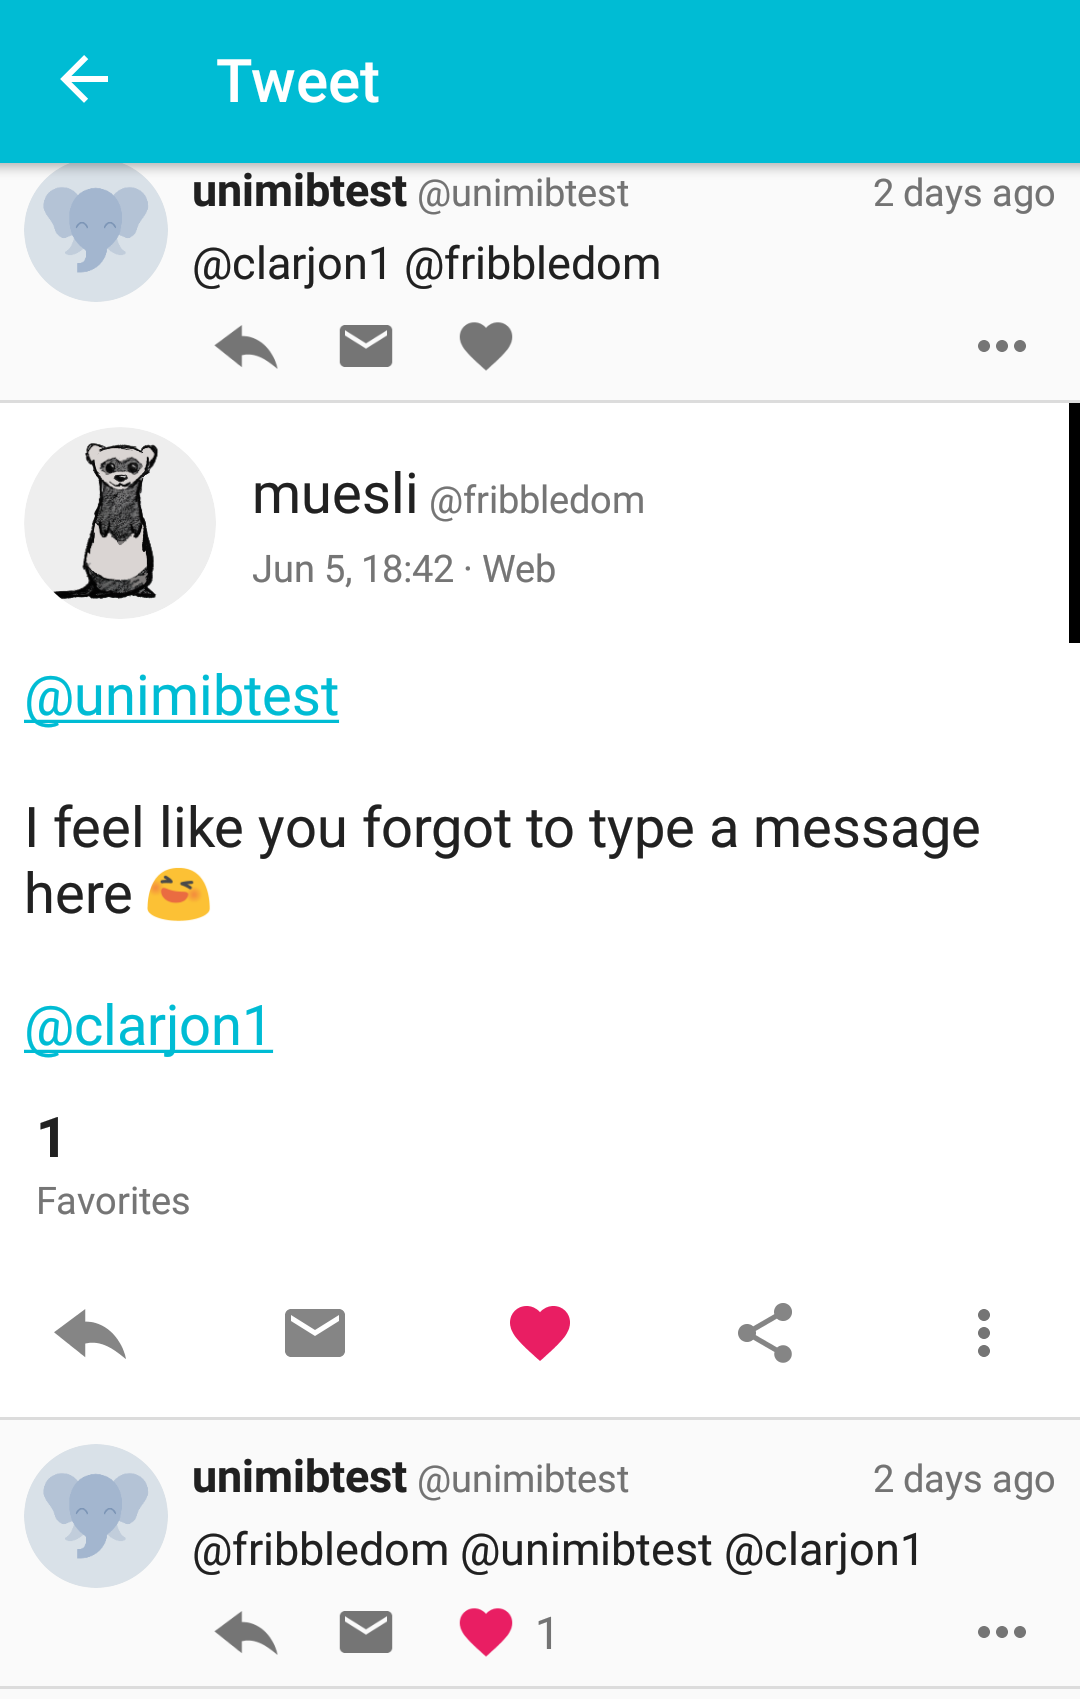 Tweet
unimibtest @unimibtest 2 days ago
@clarjon1 @fribbledom
muesli @fribbledom
Jun 5, 18:42 · Web
@unimibtest
I feel like you forgot to type a message
here 😆
@clarjon1
1
Favorites
unimibtest @unimibtest 2 days ago
@fribbledom @unimibtest @clarjon1
1